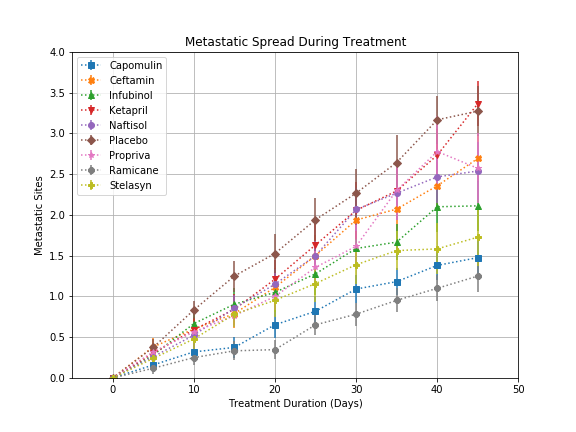 Metastatic Spread During Treatment
4.0
3.5
3.0
2.5
2.0
1.5
1.0
0.5
0.0
Metastatic Sites
Capomulin
Ceftamin
Infubinol
Ketapril
Naftisol
Placebo
Propriva
Ramicane
Stelasyn
0 10 20 30 40 50
Treatment Duration (Days)